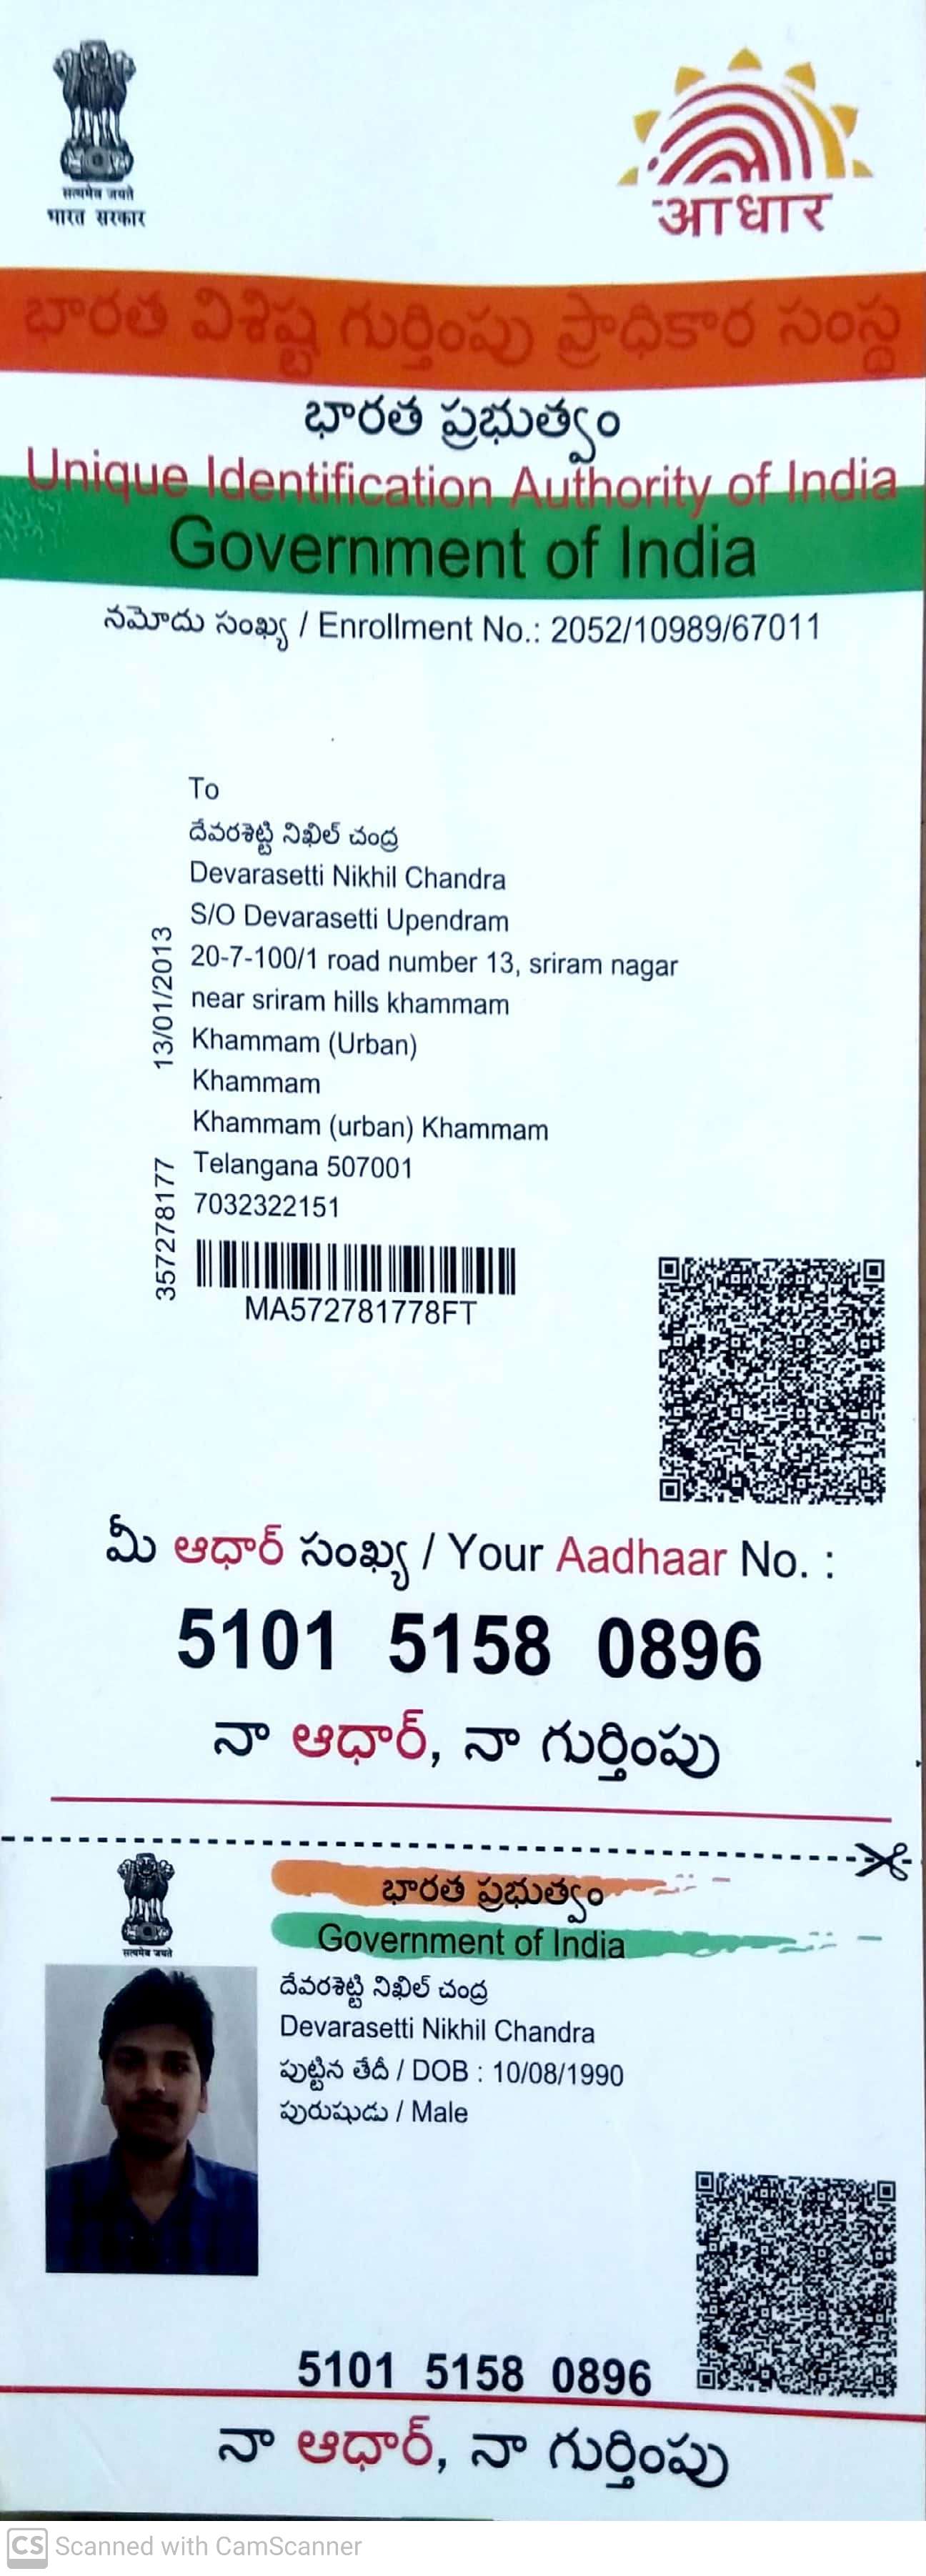 सत्यमेव जयते
भारत सरकार
आधार
భారత విశిష్ట గుర్తింపు ప్రాధికార సంస్థ
భారత ప్రభుత్వం
Unique Identification Authority of India
Government of India
నమోదు సంఖ్య / Enrollment No.: 2052/10989/67011
To
దేవరశెట్టి నిఖిల్ చంద్ర
Devarasetti Nikhil Chandra
S/O Devarasetti Upendram
20-7-100/1 road number 13, sriram nagar
near sriram hills khammam
Khammam (Urban)
Khammam
Khammam (urban) Khammam
Telangana 507001
7032322151
13/01/2013
357278177
MA572781778FT
మీ ఆధార్ సంఖ్య / Your Aadhaar No. :
5101 5158 0896
నా ఆధార్, నా గుర్తింపు
सत्यमेव जयते
భారత ప్రభుత్వం
Government of India
దేవరశెట్టి నిఖిల్ చంద్ర
Devarasetti Nikhil Chandra
పుట్టిన తేదీ / DOB : 10/08/1990
పురుషుడు / Male
5101 5158 0896
నా ఆధార్, నా గుర్తింపు
CS Scanned with CamScanner